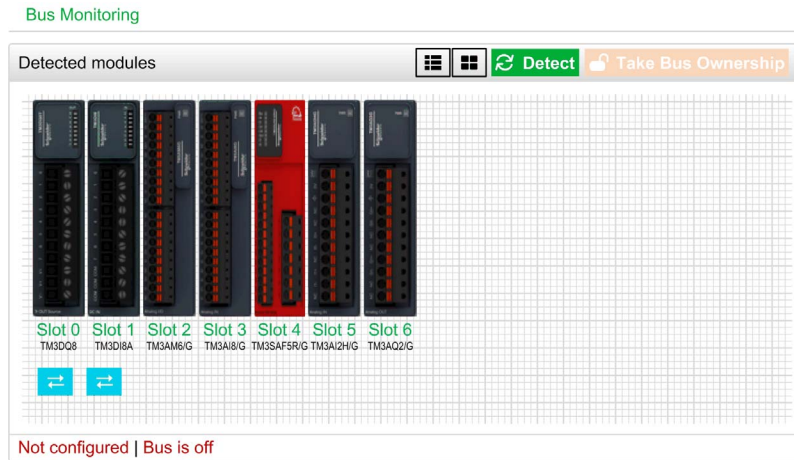 Bus Monitoring
Detected modules
Detect
Take Bus Ownership
Slot 0 Slot 1 Slot 2 Slot 3 Slot 4 Slot 5 Slot 6
TM3DQ8 TM3DI8A TM3AM6/G TM3AI8/G TM3SAF5R/G TM3AI2H/G TM3AQ2/G
Not configured | Bus is off